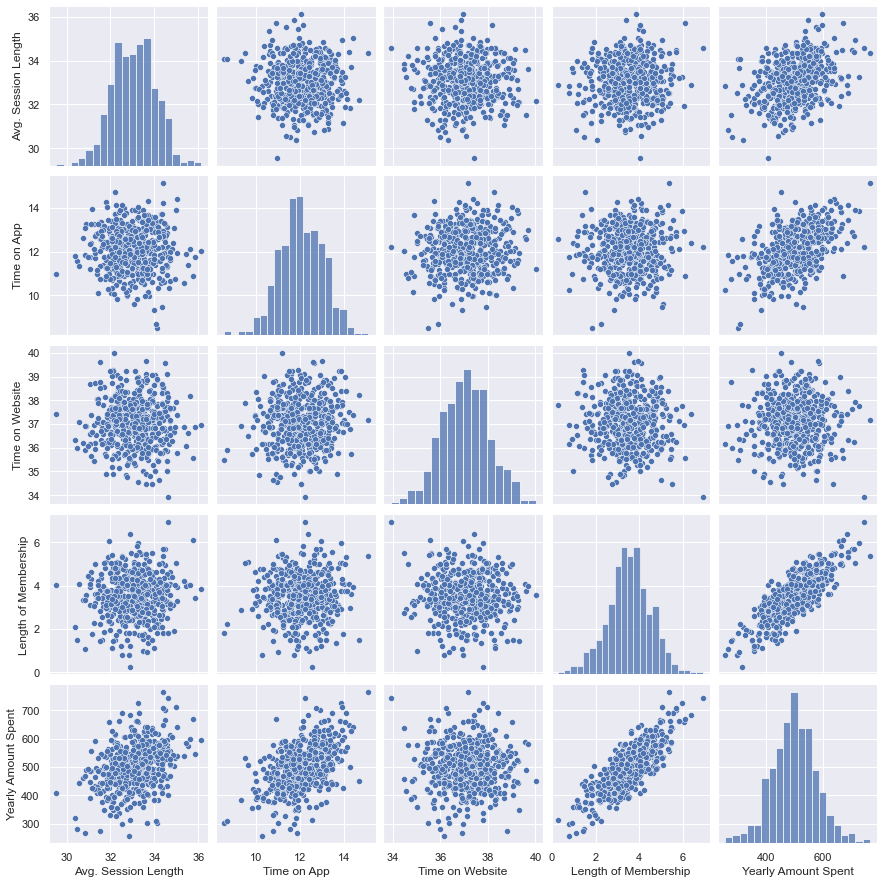 36
34
32
30
Avg. Session Length
14
12
10
Time on App
40
39
38
37
36
35
34
Time on Website
6
4
2
0
Length of Membership
700
600
500
400
300
Yearly Amount Spent
30 32 34 36
10 12 14
34 36 38 40
0 2 4 6
400 600
Avg. Session Length
Time on App
Time on Website
Length of Membership
Yearly Amount Spent